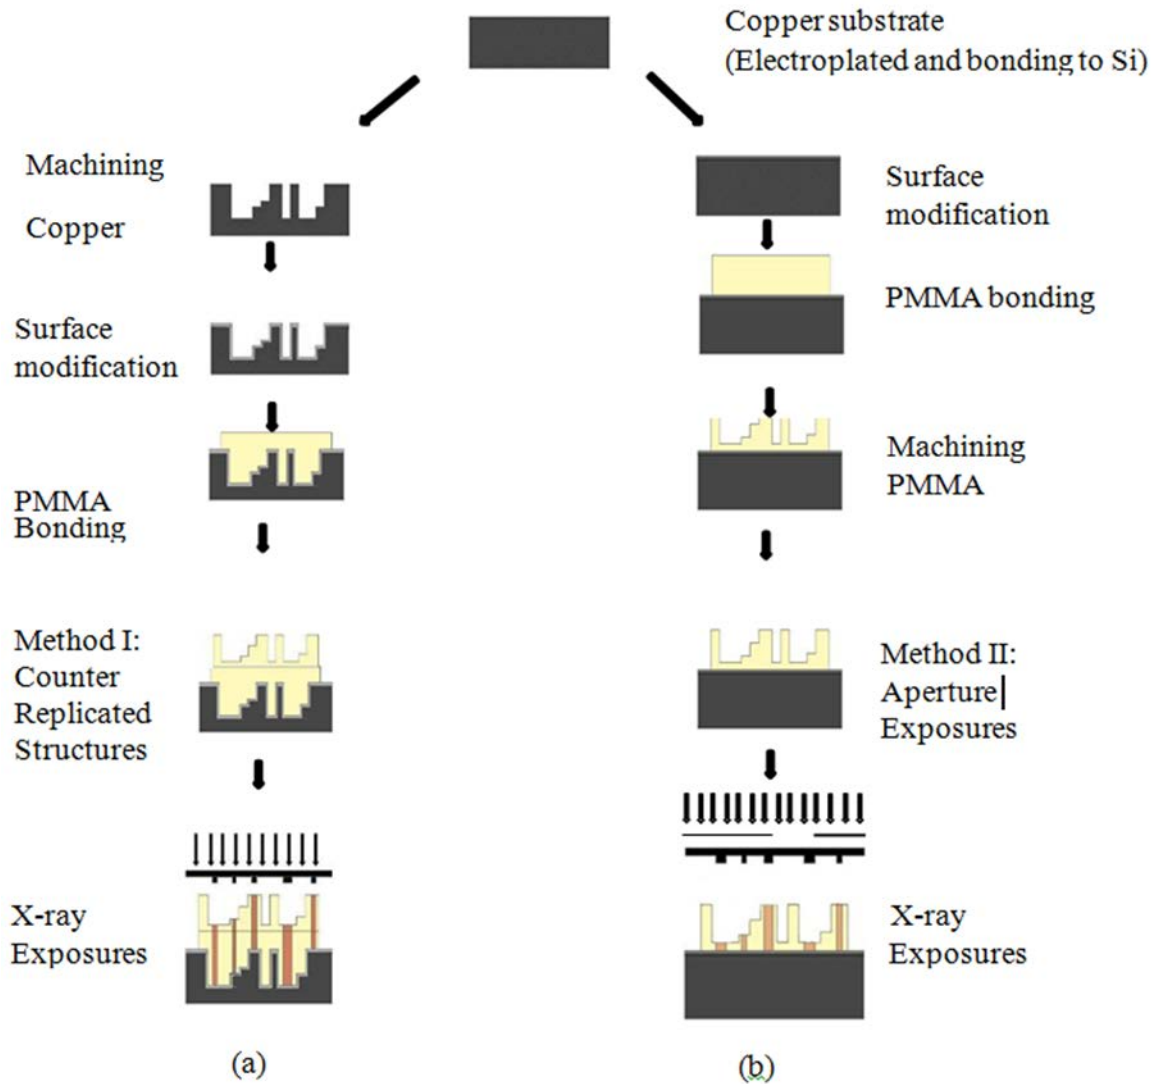 Copper substrate
(Electroplated and bonding to Si)
Machining
Copper
Surface
modification
PMMA
Bonding
Method I:
Counter
Replicated
Structures
X-ray
Exposures
(a)
Surface
modification
PMMA bonding
Machining
PMMA
Method II:
Aperture
Exposures
X-ray
Exposures
(b)